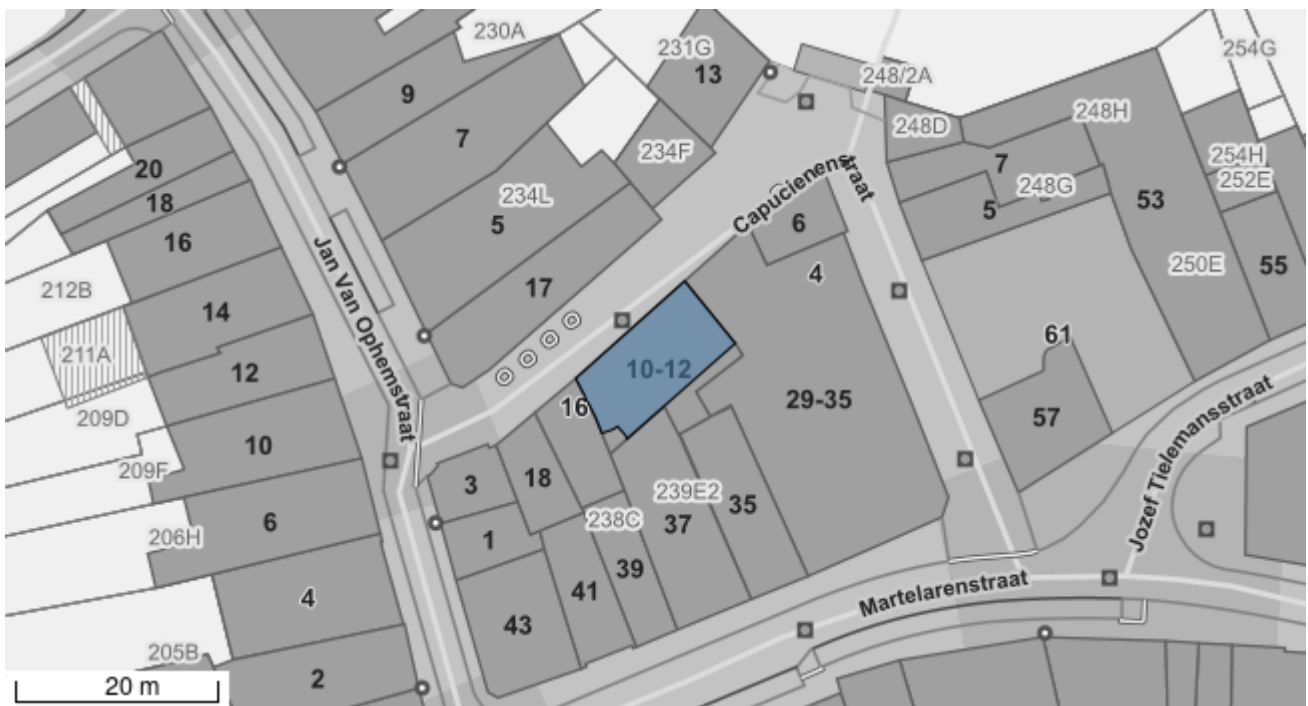 230A
231G
13
254G
9
248/2A
7
248D
248H
20
234F
7
254H
18
Capucienenstraat
248G
252E
53
5
234L
5
6
16
212B
4
250E
55
17
14
Jan Van Ophemstraat
61
211A
12
10-12
16
29-35
57
209D
10
Jozef Tielemansstraat
209F
3
18
239E2
35
6
238C
37
206H
1
39
41
Martelarenstraat
4
43
205B
2
20 m